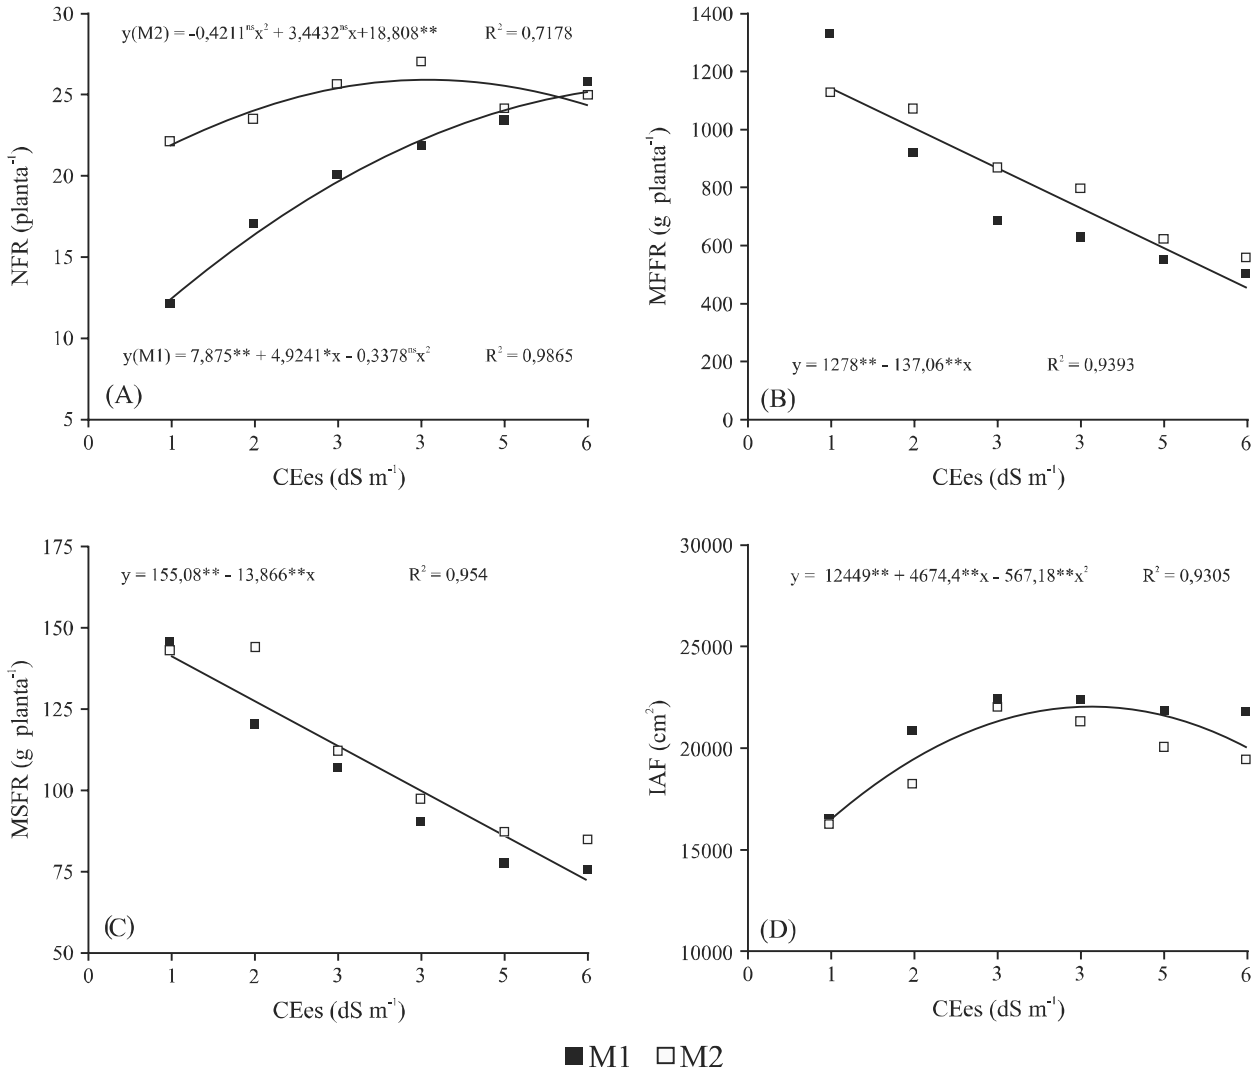 y(M2) = -0,4211ⁿˢx² + 3,4432ⁿˢx+18,808** R² = 0,7178
30
25
20
15
10
5
NFR (planta⁻¹)
y(M1) = 7,875** + 4,9241*x - 0,3378ⁿˢx² R² = 0,9865
(A)
0 1 2 3 3 5 6
CEes (dS m⁻¹)
1400
1200
1000
800
600
400
200
0
MFFR (g planta⁻¹)
y = 1278** - 137,06**x R² = 0,9393
(B)
0 1 2 3 3 5 6
CEes (dS m⁻¹)
175
150
125
100
75
50
MSFR (g planta⁻¹)
y = 155,08** - 13,866**x R² = 0,954
(C)
0 1 2 3 3 5 6
CEes (dS m⁻¹)
30000
25000
20000
15000
10000
IAF (cm²)
y = 12449** + 4674,4**x - 567,18**x² R² = 0,9305
(D)
0 1 2 3 3 5 6
CEes (dS m⁻¹)
M1 M2